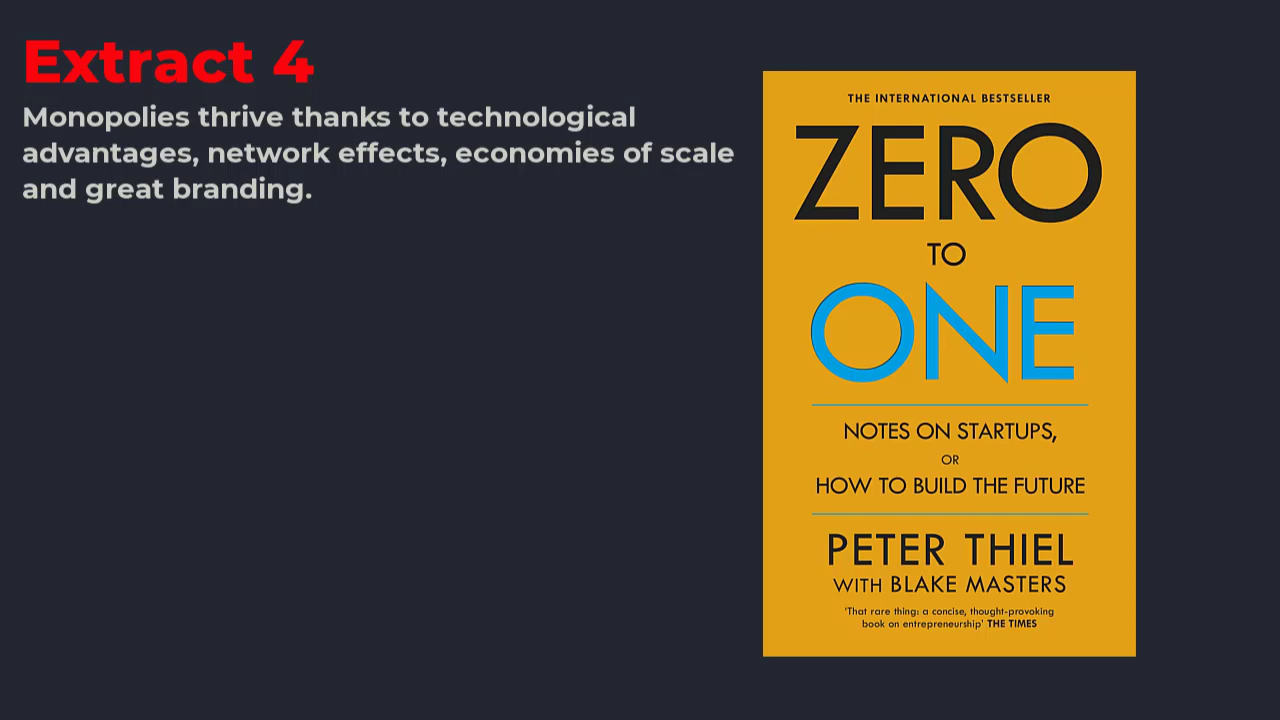 Extract 4
Monopolies thrive thanks to technological
advantages, network effects, economies of scale
and great branding.
THE INTERNATIONAL BESTSELLER
ZERO
TO
ONE
NOTES ON STARTUPS,
OR
HOW TO BUILD THE FUTURE
PETER THIEL
WITH BLAKE MASTERS
'That rare thing: a concise, thought-provoking
book on entrepreneurship' THE TIMES